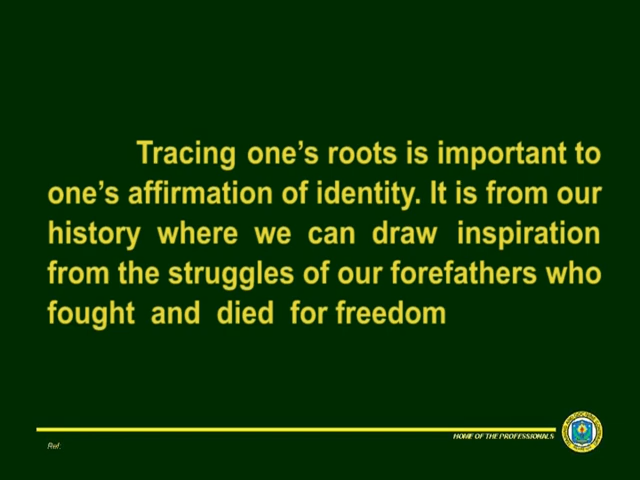 Tracing one's roots is important to
one's affirmation of identity. It is from our
history where we can draw inspiration
from the struggles of our forefathers who
fought and died for freedom
HOME OF THE PROFESSIONALS
Ref: